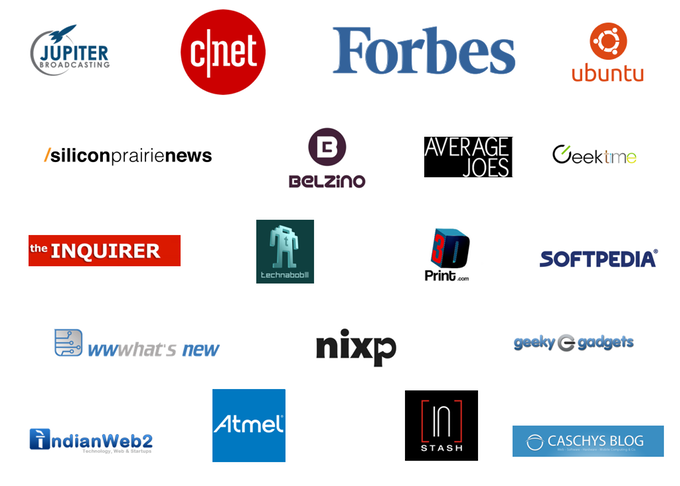 JUPITER
BROADCASTING
c|net
Forbes
ubuntu
/siliconprairienews
B
BELZINO
AVERAGE
JOES
Geektime
the INQUIRER
t
technabob
3D
Print.com
SOFTPEDIA®
wwwhat's new
nixp
geeky gadgets
indianWeb2
Technology, Web & Startups
Atmel
[IN]
STASH
CASCHYS BLOG